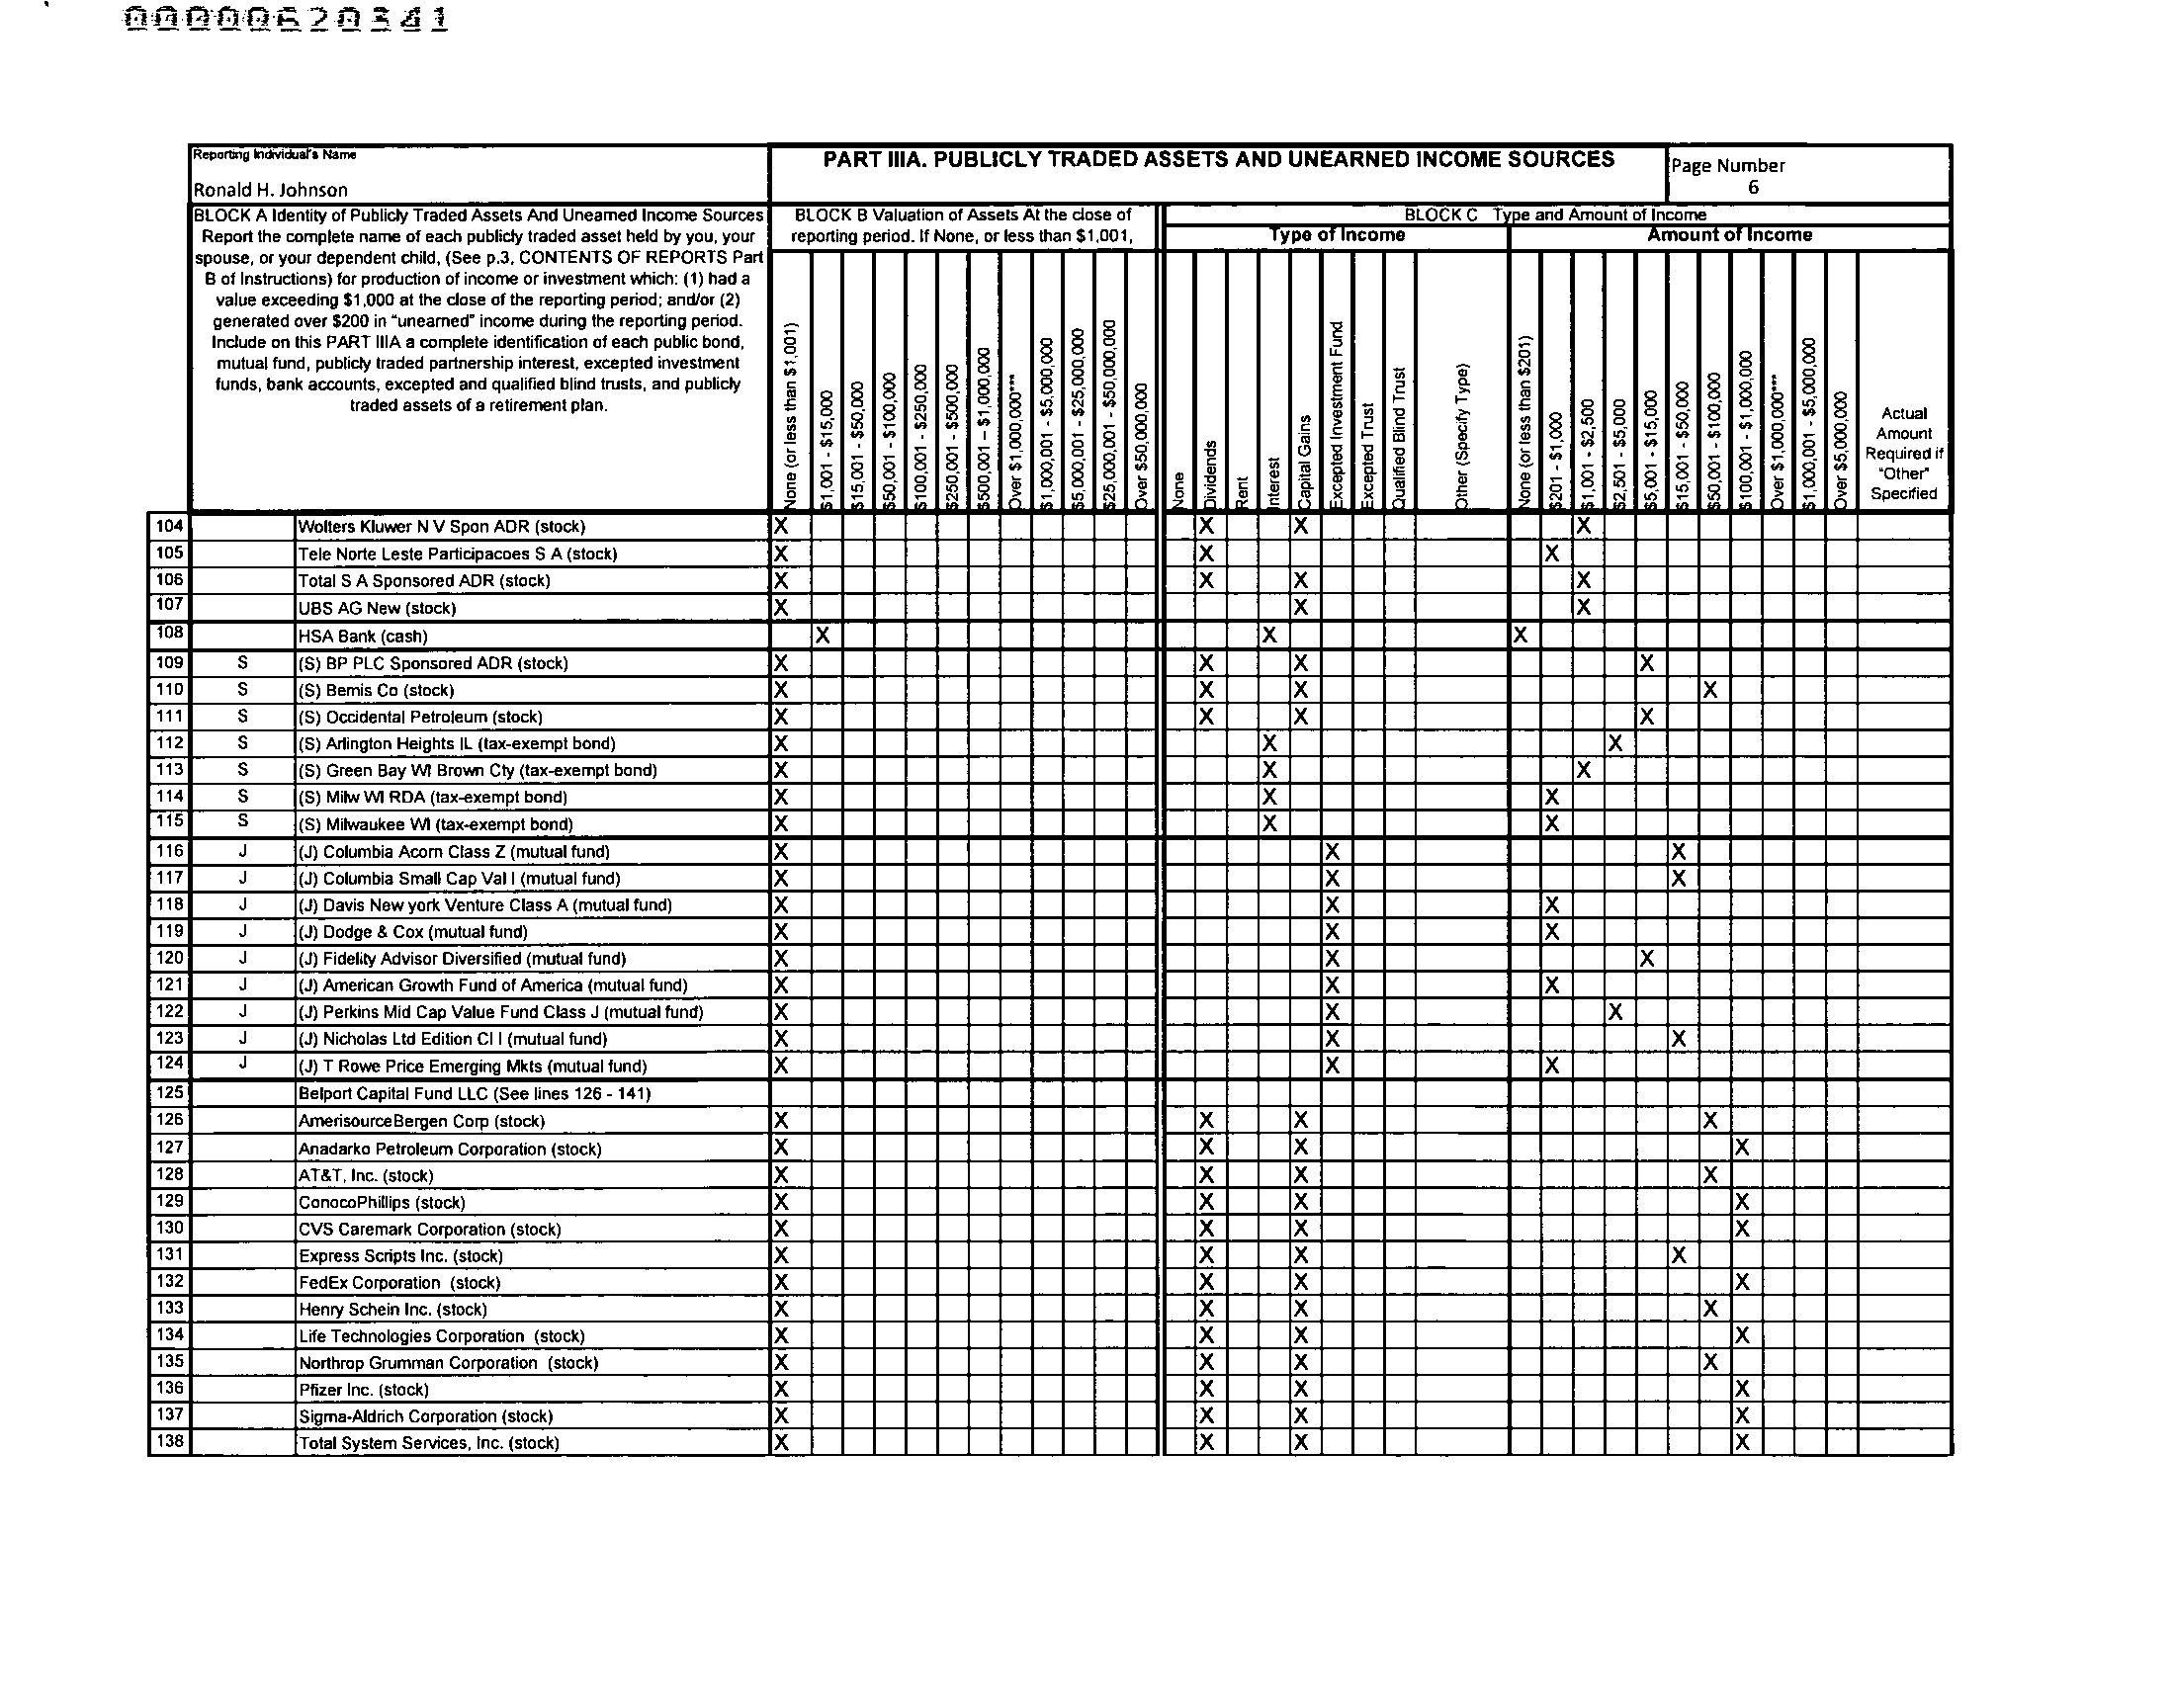 00000620341
Reporting Individual's Name
Ronald H. Johnson
PART IIIA. PUBLICLY TRADED ASSETS AND UNEARNED INCOME SOURCES
Page Number
6
BLOCK A Identity of Publicly Traded Assets And Unearned Income Sources
Report the complete name of each publicly traded asset held by you, your
spouse, or your dependent child, (See p.3, CONTENTS OF REPORTS Part
B of Instructions) for production of income or investment which: (1) had a
value exceeding $1,000 at the close of the reporting period; and/or (2)
generated over $200 in "unearned" income during the reporting period.
Include on this PART IIIA a complete identification of each public bond,
mutual fund, publicly traded partnership interest, excepted investment
funds, bank accounts, excepted and qualified blind trusts, and publicly
traded assets of a retirement plan.
BLOCK B Valuation of Assets At the close of
reporting period. If None, or less than $1,001,
BLOCK C Type and Amount of Income
Type of Income
Amount of Income
None (or less than $1,001)
$1,001 - $15,000
$15,001 - $50,000
$50,001 - $100,000
$100,001 - $250,000
$250,001 - $500,000
$500,001 – $1,000,000
Over $1,000,000***
$1,000,001 - $5,000,000
$5,000,001 - $25,000,000
$25,000,001 - $50,000,000
Over $50,000,000
None
Dividends
Rent
Interest
Capital Gains
Excepted Investment Fund
Excepted Trust
Qualified Blind Trust
Other (Specify Type)
None (or less than $201)
$201 - $1,000
$1,001 - $2,500
$2,501 - $5,000
$5,001 - $15,000
$15,001 - $50,000
$50,001 - $100,000
$100,001 - $1,000,000
Over $1,000,000***
$1,000,001 - $5,000,000
Over $5,000,000
Actual
Amount
Required if
"Other"
Specified
104 Wolters Kluwer N V Spon ADR (stock) X X X X
105 Tele Norte Leste Participacoes S A (stock) X X X
106 Total S A Sponsored ADR (stock) X X X X
107 UBS AG New (stock) X X X
108 HSA Bank (cash) X X X
109 S (S) BP PLC Sponsored ADR (stock) X X X X
110 S (S) Bemis Co (stock) X X X X
111 S (S) Occidental Petroleum (stock) X X X X
112 S (S) Arlington Heights IL (tax-exempt bond) X X X
113 S (S) Green Bay WI Brown Cty (tax-exempt bond) X X X
114 S (S) Milw WI RDA (tax-exempt bond) X X X
115 S (S) Milwaukee WI (tax-exempt bond) X X X
116 J (J) Columbia Acorn Class Z (mutual fund) X X X
117 J (J) Columbia Small Cap Val I (mutual fund) X X X
118 J (J) Davis New york Venture Class A (mutual fund) X X X
119 J (J) Dodge & Cox (mutual fund) X X X
120 J (J) Fidelity Advisor Diversified (mutual fund) X X X
121 J (J) American Growth Fund of America (mutual fund) X X X
122 J (J) Perkins Mid Cap Value Fund Class J (mutual fund) X X X
123 J (J) Nicholas Ltd Edition Cl I (mutual fund) X X X
124 J (J) T Rowe Price Emerging Mkts (mutual fund) X X X
125 Belport Capital Fund LLC (See lines 126 - 141)
126 AmerisourceBergen Corp (stock) X X X X
127 Anadarko Petroleum Corporation (stock) X X X X
128 AT&T, Inc. (stock) X X X X
129 ConocoPhillips (stock) X X X X
130 CVS Caremark Corporation (stock) X X X X
131 Express Scripts Inc. (stock) X X X X
132 FedEx Corporation (stock) X X X X
133 Henry Schein Inc. (stock) X X X X
134 Life Technologies Corporation (stock) X X X X
135 Northrop Grumman Corporation (stock) X X X X
136 Pfizer Inc. (stock) X X X X
137 Sigma-Aldrich Corporation (stock) X X X X
138 Total System Services, Inc. (stock) X X X X